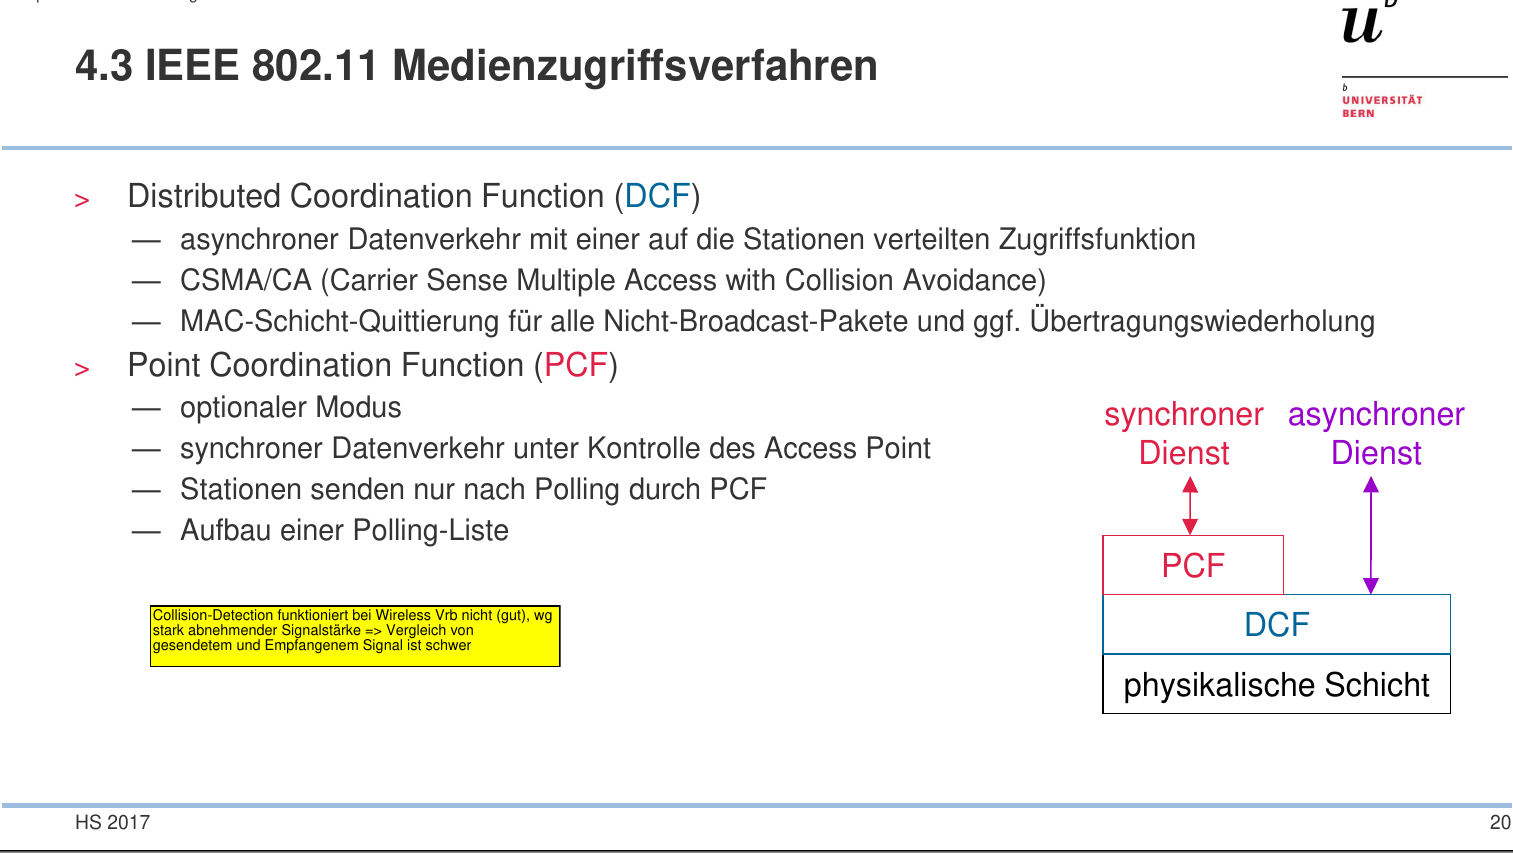 4.3 IEEE 802.11 Medienzugriffsverfahren
u
b
b
UNIVERSITÄT
BERN
> Distributed Coordination Function (DCF)
— asynchroner Datenverkehr mit einer auf die Stationen verteilten Zugriffsfunktion
— CSMA/CA (Carrier Sense Multiple Access with Collision Avoidance)
— MAC-Schicht-Quittierung für alle Nicht-Broadcast-Pakete und ggf. Übertragungswiederholung
> Point Coordination Function (PCF)
— optionaler Modus
— synchroner Datenverkehr unter Kontrolle des Access Point
— Stationen senden nur nach Polling durch PCF
— Aufbau einer Polling-Liste
Collision-Detection funktioniert bei Wireless Vrb nicht (gut), wg
stark abnehmender Signalstärke => Vergleich von
gesendetem und Empfangenem Signal ist schwer
synchroner
Dienst
asynchroner
Dienst
PCF
DCF
physikalische Schicht
HS 2017
20